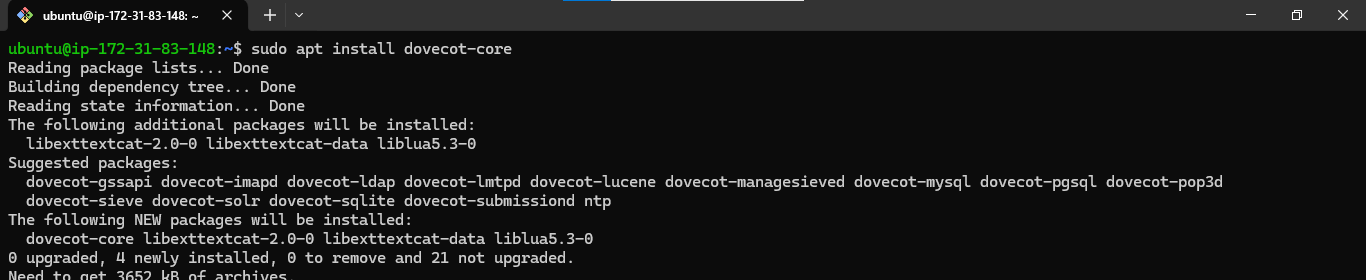 ubuntu@ip-172-31-83-148: ~
ubuntu@ip-172-31-83-148:~$ sudo apt install dovecot-core
Reading package lists... Done
Building dependency tree... Done
Reading state information... Done
The following additional packages will be installed:
  libexttextcat-2.0-0 libexttextcat-data liblua5.3-0
Suggested packages:
  dovecot-gssapi dovecot-imapd dovecot-ldap dovecot-lmtpd dovecot-lucene dovecot-managesieved dovecot-mysql dovecot-pgsql dovecot-pop3d
  dovecot-sieve dovecot-solr dovecot-sqlite dovecot-submissiond ntp
The following NEW packages will be installed:
  dovecot-core libexttextcat-2.0-0 libexttextcat-data liblua5.3-0
0 upgraded, 4 newly installed, 0 to remove and 21 not upgraded.
Need to get 3652 kB of archives.